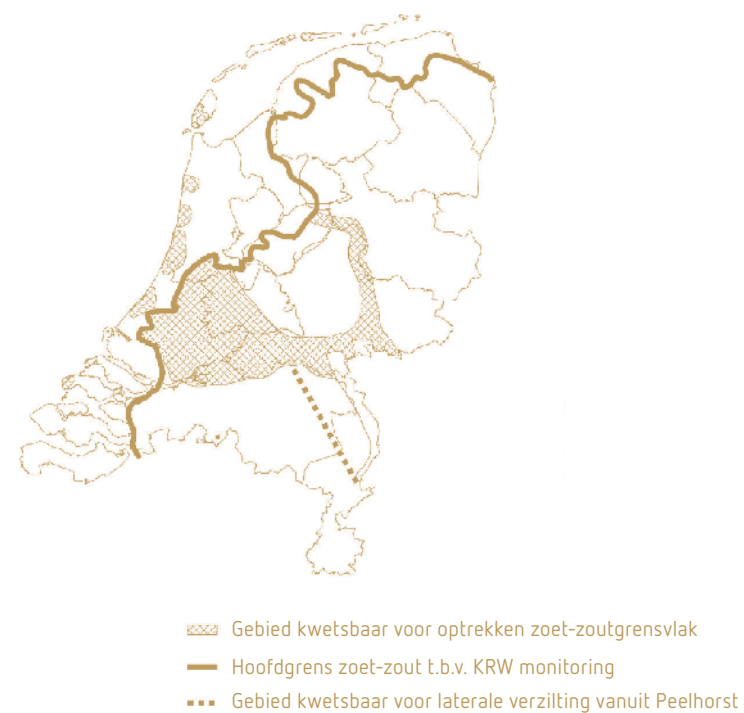 Gebied kwetsbaar voor optrekken zoet-zoutgrensvlak
Hoofdgrens zoet-zout t.b.v. KRW monitoring
Gebied kwetsbaar voor laterale verzilting vanuit Peelhorst